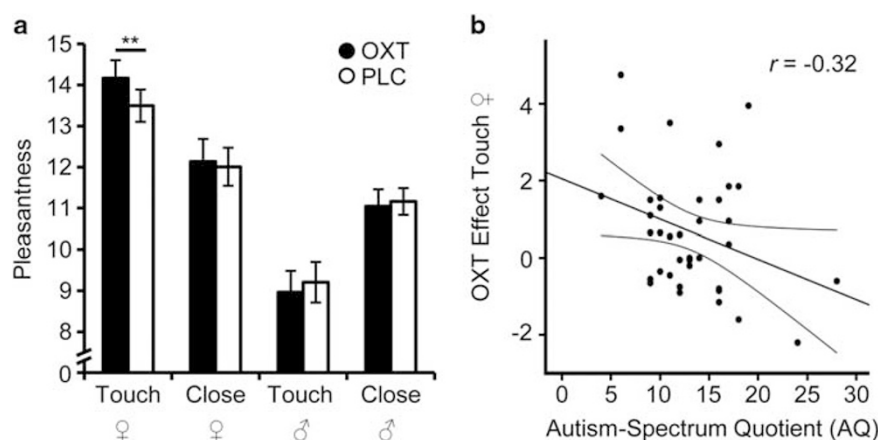 a
15
14
13
12
11
10
9
8
0
Pleasantness
**
OXT
PLC
Touch Close Touch Close
♀ ♀ ♂ ♂
b
r = -0.32
4
2
0
-2
OXT Effect Touch ♀
0 5 10 15 20 25 30
Autism-Spectrum Quotient (AQ)